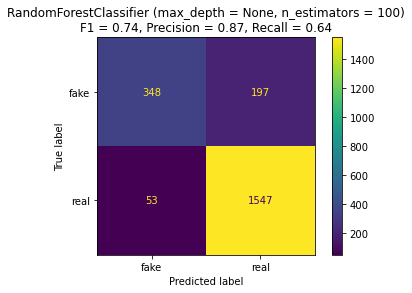 RandomForestClassifier (max_depth = None, n_estimators = 100)
F1 = 0.74, Precision = 0.87, Recall = 0.64
fake
348
197
real
53
1547
True label
fake
real
Predicted label
1400
1200
1000
800
600
400
200